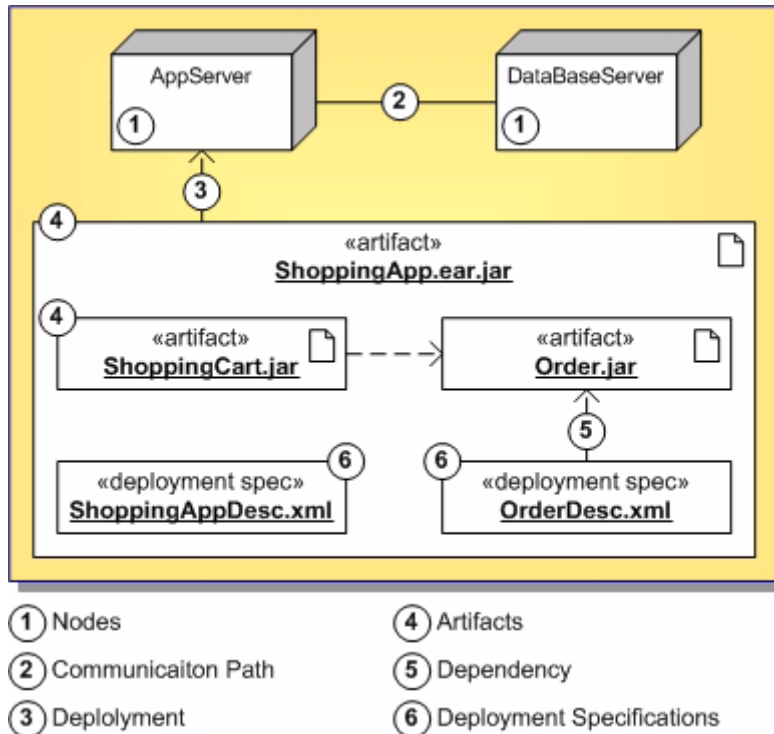 AppServer
DataBaseServer
1
2
1
3
4
«artifact»
ShoppingApp.ear.jar
4
«artifact»
ShoppingCart.jar
«artifact»
Order.jar
5
6
«deployment spec»
ShoppingAppDesc.xml
6
«deployment spec»
OrderDesc.xml
1 Nodes
2 Communicaiton Path
3 Deplolyment
4 Artifacts
5 Dependency
6 Deployment Specifications